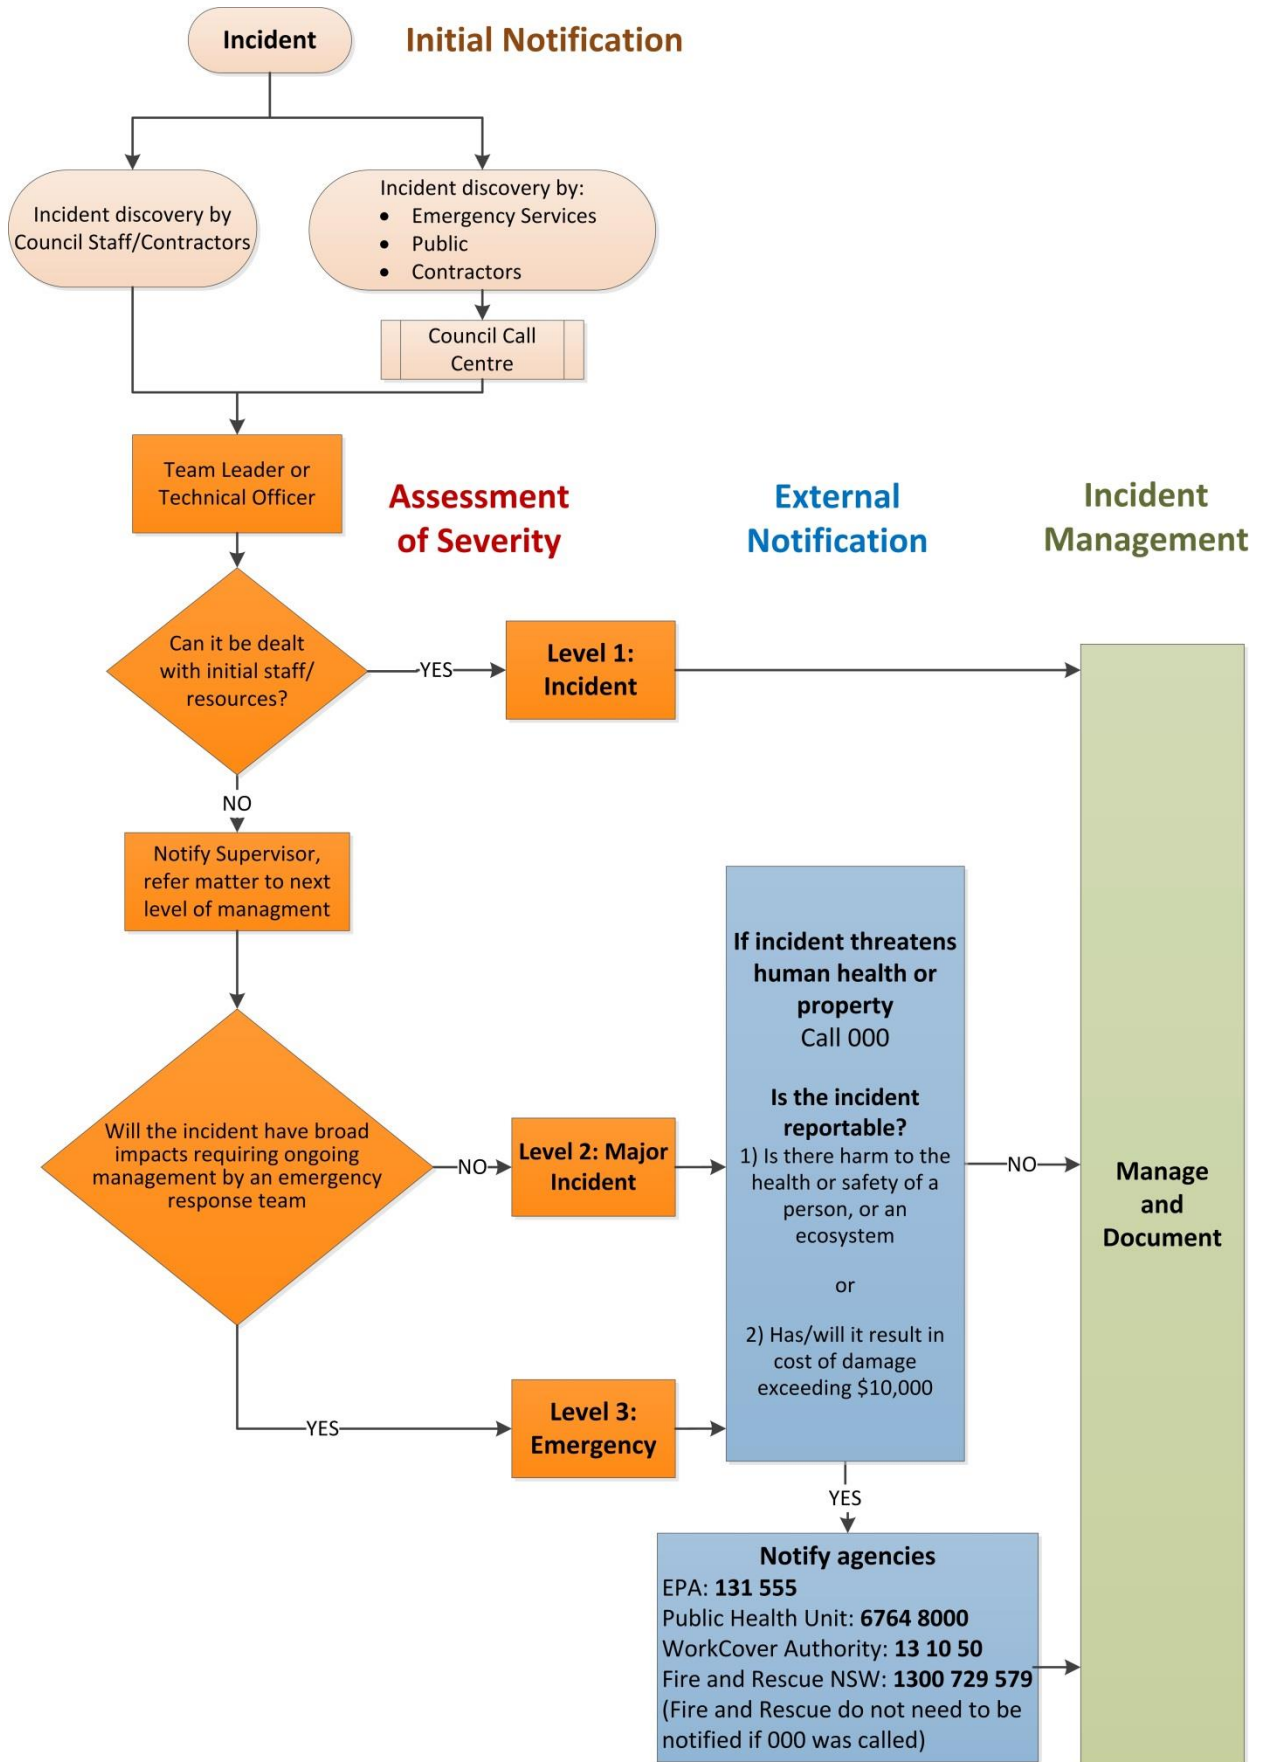 Incident
Initial Notification
Incident discovery by
Council Staff/Contractors
Incident discovery by:
• Emergency Services
• Public
• Contractors
Council Call
Centre
Team Leader or
Technical Officer
Assessment
of Severity
External
Notification
Incident
Management
Can it be dealt
with initial staff/
resources?
YES
Level 1:
Incident
NO
Notify Supervisor,
refer matter to next
level of managment
Will the incident have broad
impacts requiring ongoing
management by an emergency
response team
NO
Level 2: Major
Incident
YES
Level 3:
Emergency
If incident threatens
human health or
property
Call 000
Is the incident
reportable?
1) Is there harm to the
health or safety of a
person, or an
ecosystem
or
2) Has/will it result in
cost of damage
exceeding $10,000
NO
YES
Notify agencies
EPA: 131 555
Public Health Unit: 6764 8000
WorkCover Authority: 13 10 50
Fire and Rescue NSW: 1300 729 579
(Fire and Rescue do not need to be
notified if 000 was called)
Manage
and
Document